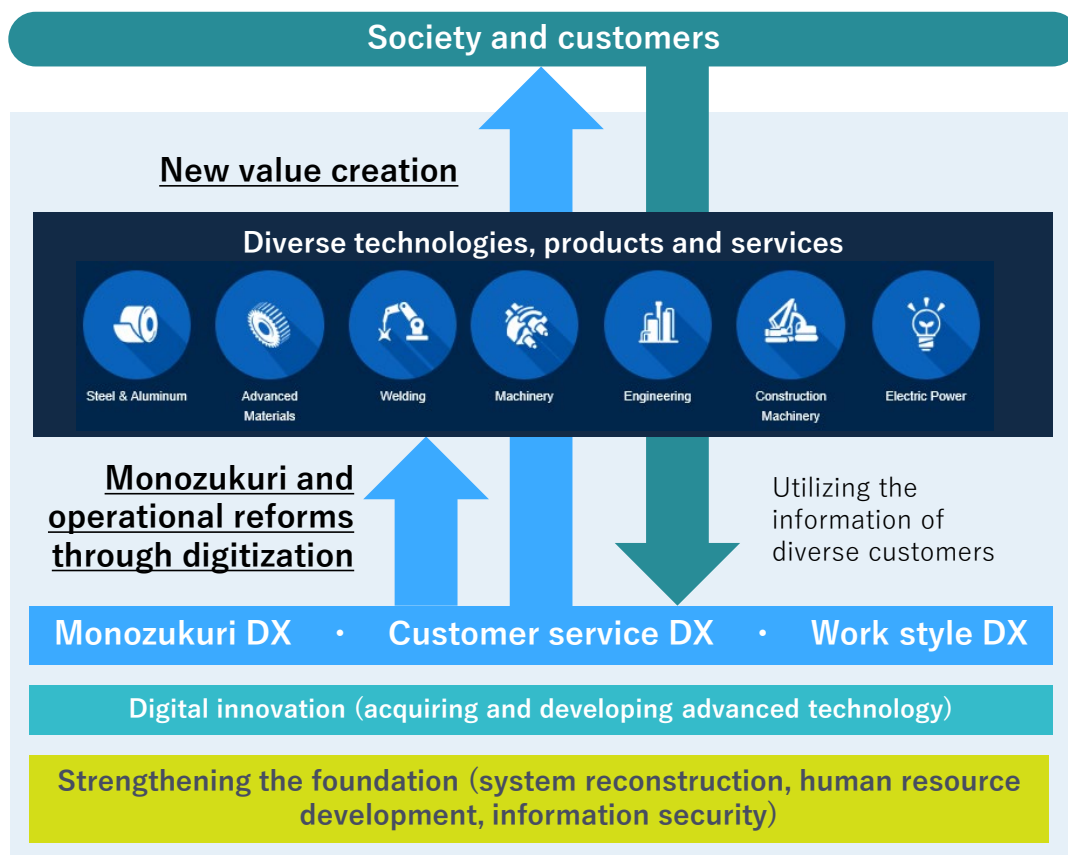 Society and customers
New value creation
Diverse technologies, products and services
Steel & Aluminum
Advanced
Materials
Welding
Machinery
Engineering
Construction
Machinery
Electric Power
Monozukuri and
operational reforms
through digitization
Utilizing the
information of
diverse customers
Monozukuri DX ・ Customer service DX ・ Work style DX
Digital innovation (acquiring and developing advanced technology)
Strengthening the foundation (system reconstruction, human resource
development, information security)